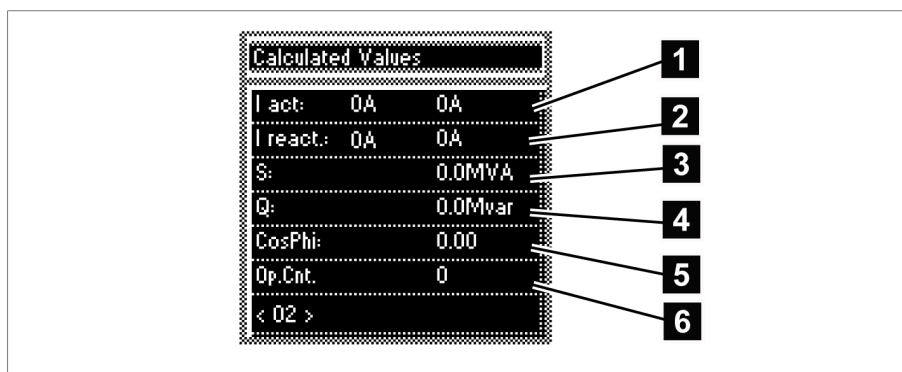 Calculated Values
I act: 0A 0A
I react.: 0A 0A
S: 0.0MVA
Q: 0.0Mvar
CosPhi: 0.00
Op.Cnt. 0
< 02 >
1
2
3
4
5
6